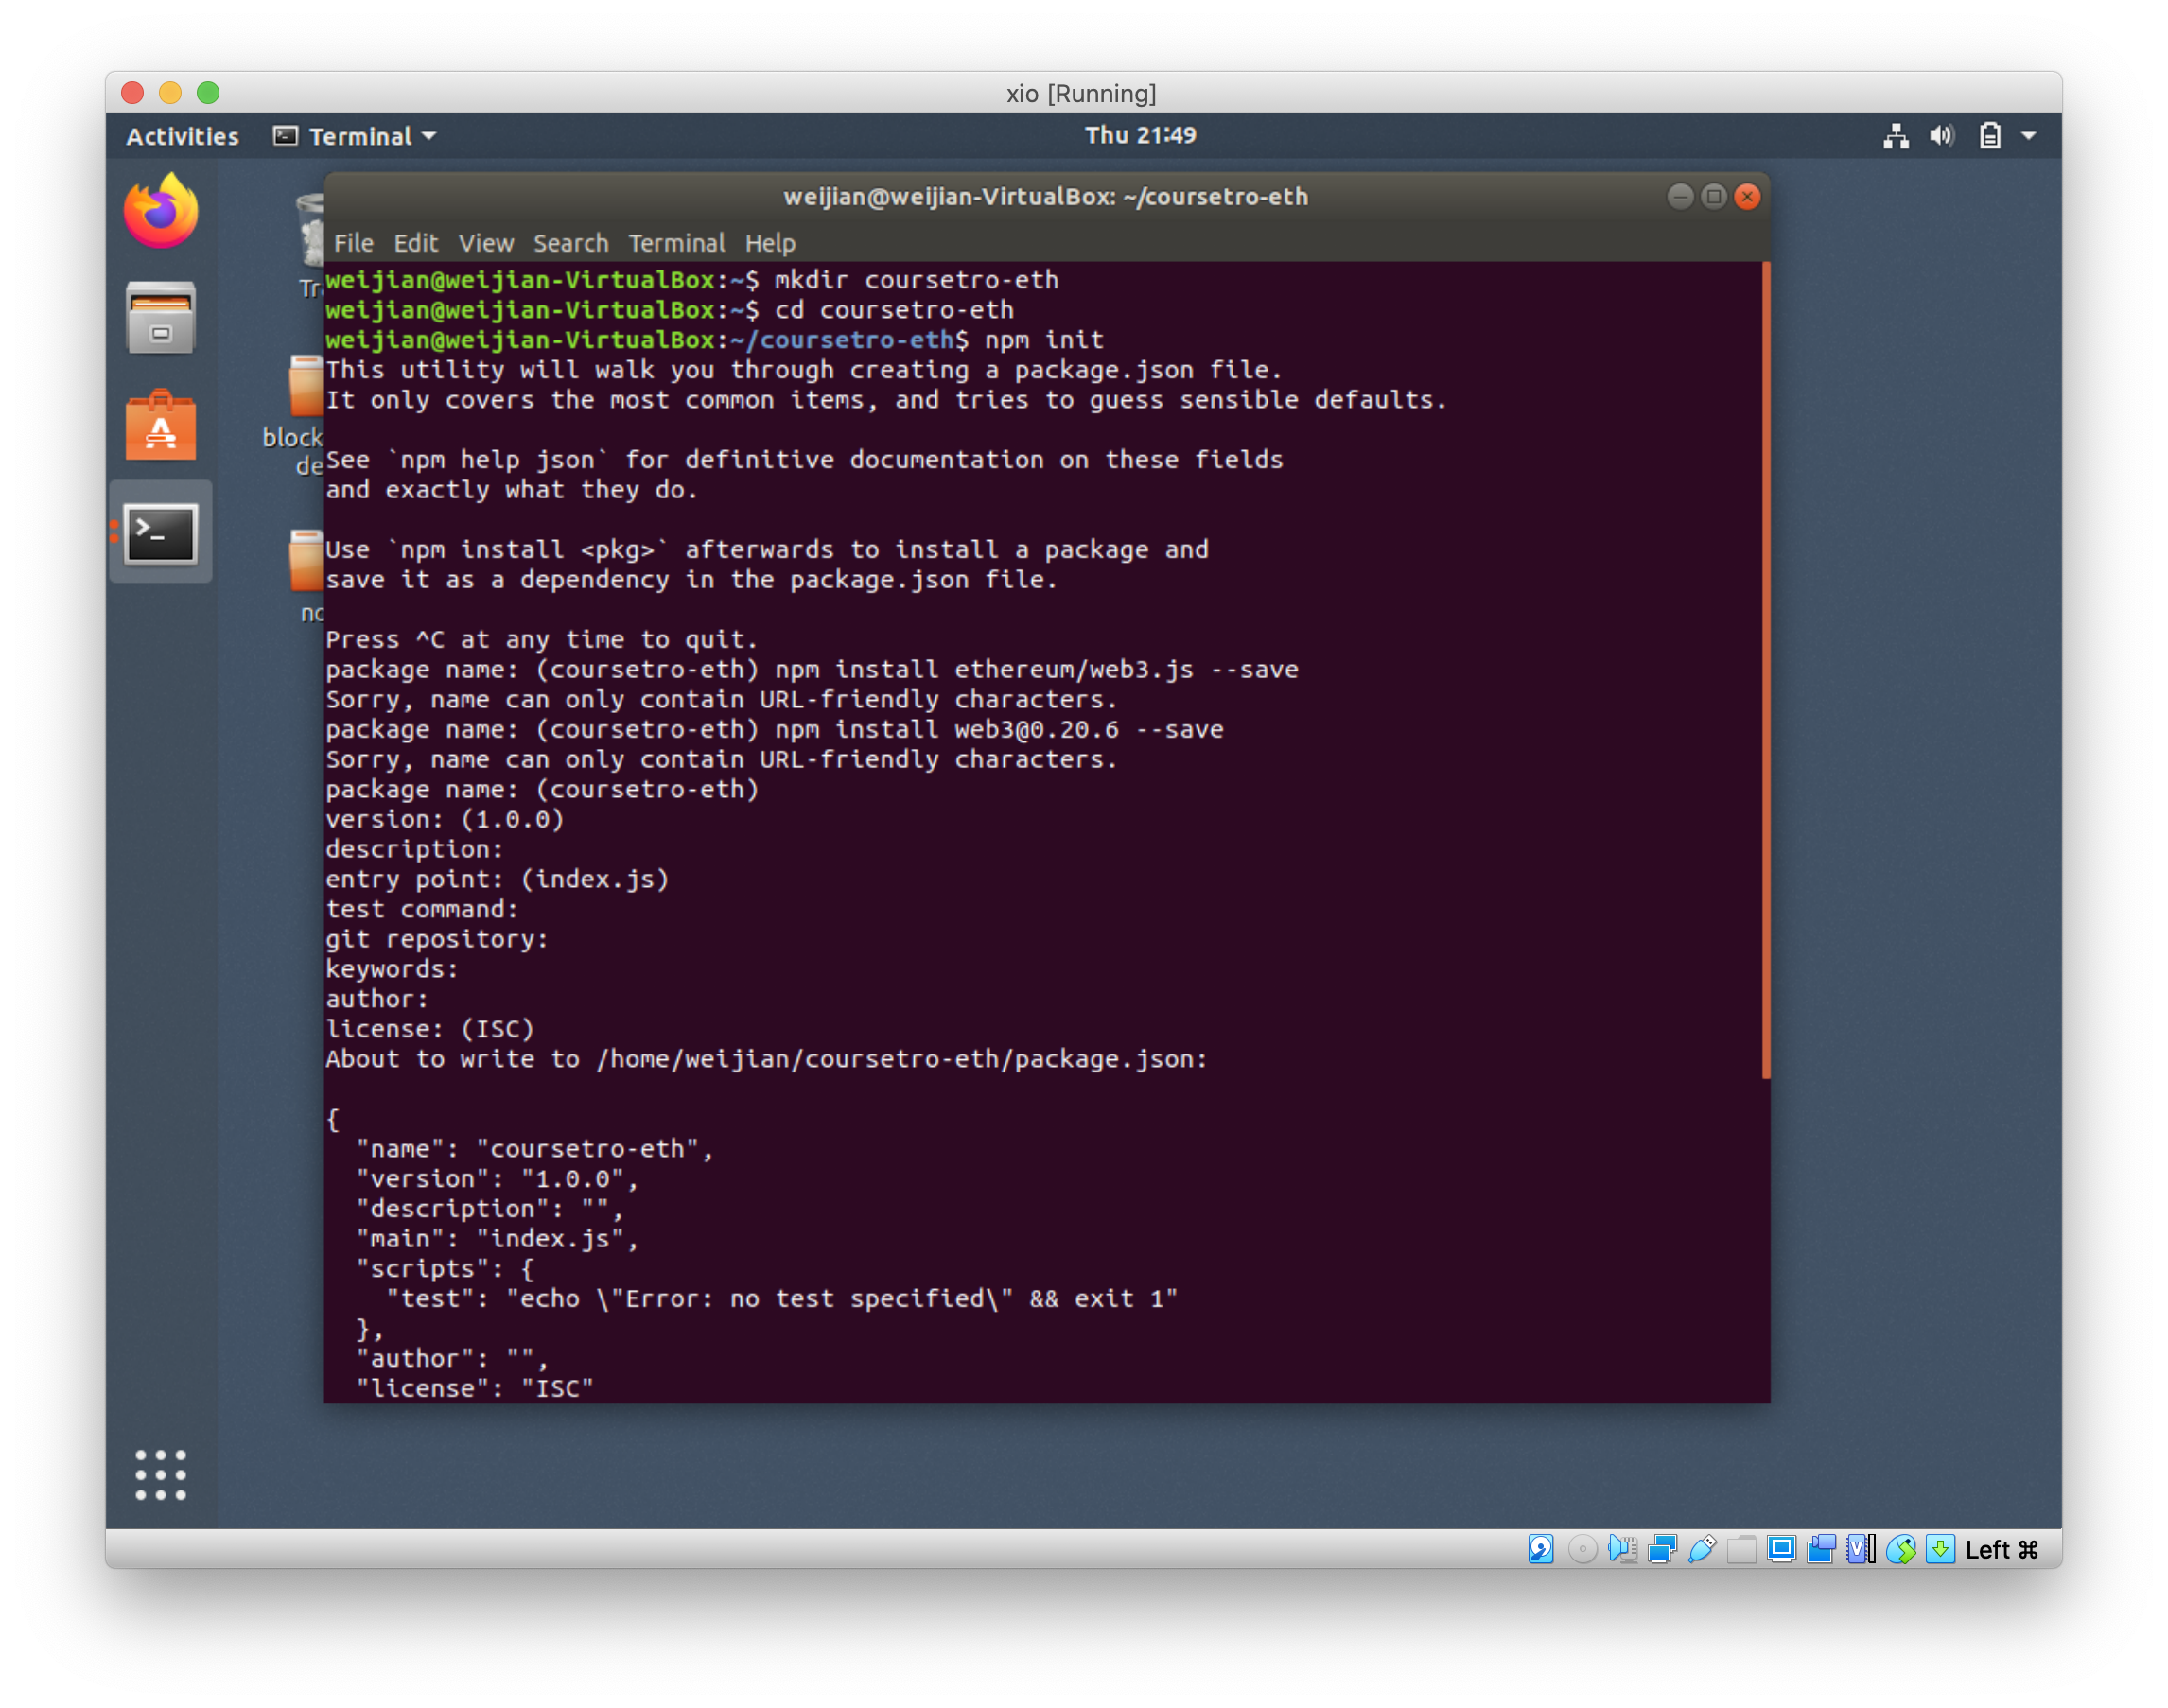 xio [Running]
Activities Terminal Thu 21:49
weijian@weijian-VirtualBox: ~/coursetro-eth
File Edit View Search Terminal Help
weijian@weijian-VirtualBox:~$ mkdir coursetro-eth
weijian@weijian-VirtualBox:~$ cd coursetro-eth
weijian@weijian-VirtualBox:~/coursetro-eth$ npm init
This utility will walk you through creating a package.json file.
It only covers the most common items, and tries to guess sensible defaults.
See `npm help json` for definitive documentation on these fields
and exactly what they do.
Use `npm install <pkg>` afterwards to install a package and
save it as a dependency in the package.json file.
Press ^C at any time to quit.
package name: (coursetro-eth) npm install ethereum/web3.js --save
Sorry, name can only contain URL-friendly characters.
package name: (coursetro-eth) npm install web3@0.20.6 --save
Sorry, name can only contain URL-friendly characters.
package name: (coursetro-eth)
version: (1.0.0)
description:
entry point: (index.js)
test command:
git repository:
keywords:
author:
license: (ISC)
About to write to /home/weijian/coursetro-eth/package.json:
{
  "name": "coursetro-eth",
  "version": "1.0.0",
  "description": "",
  "main": "index.js",
  "scripts": {
    "test": "echo \"Error: no test specified\" && exit 1"
  },
  "author": "",
  "license": "ISC"
Tr
block
de
no
Left ⌘